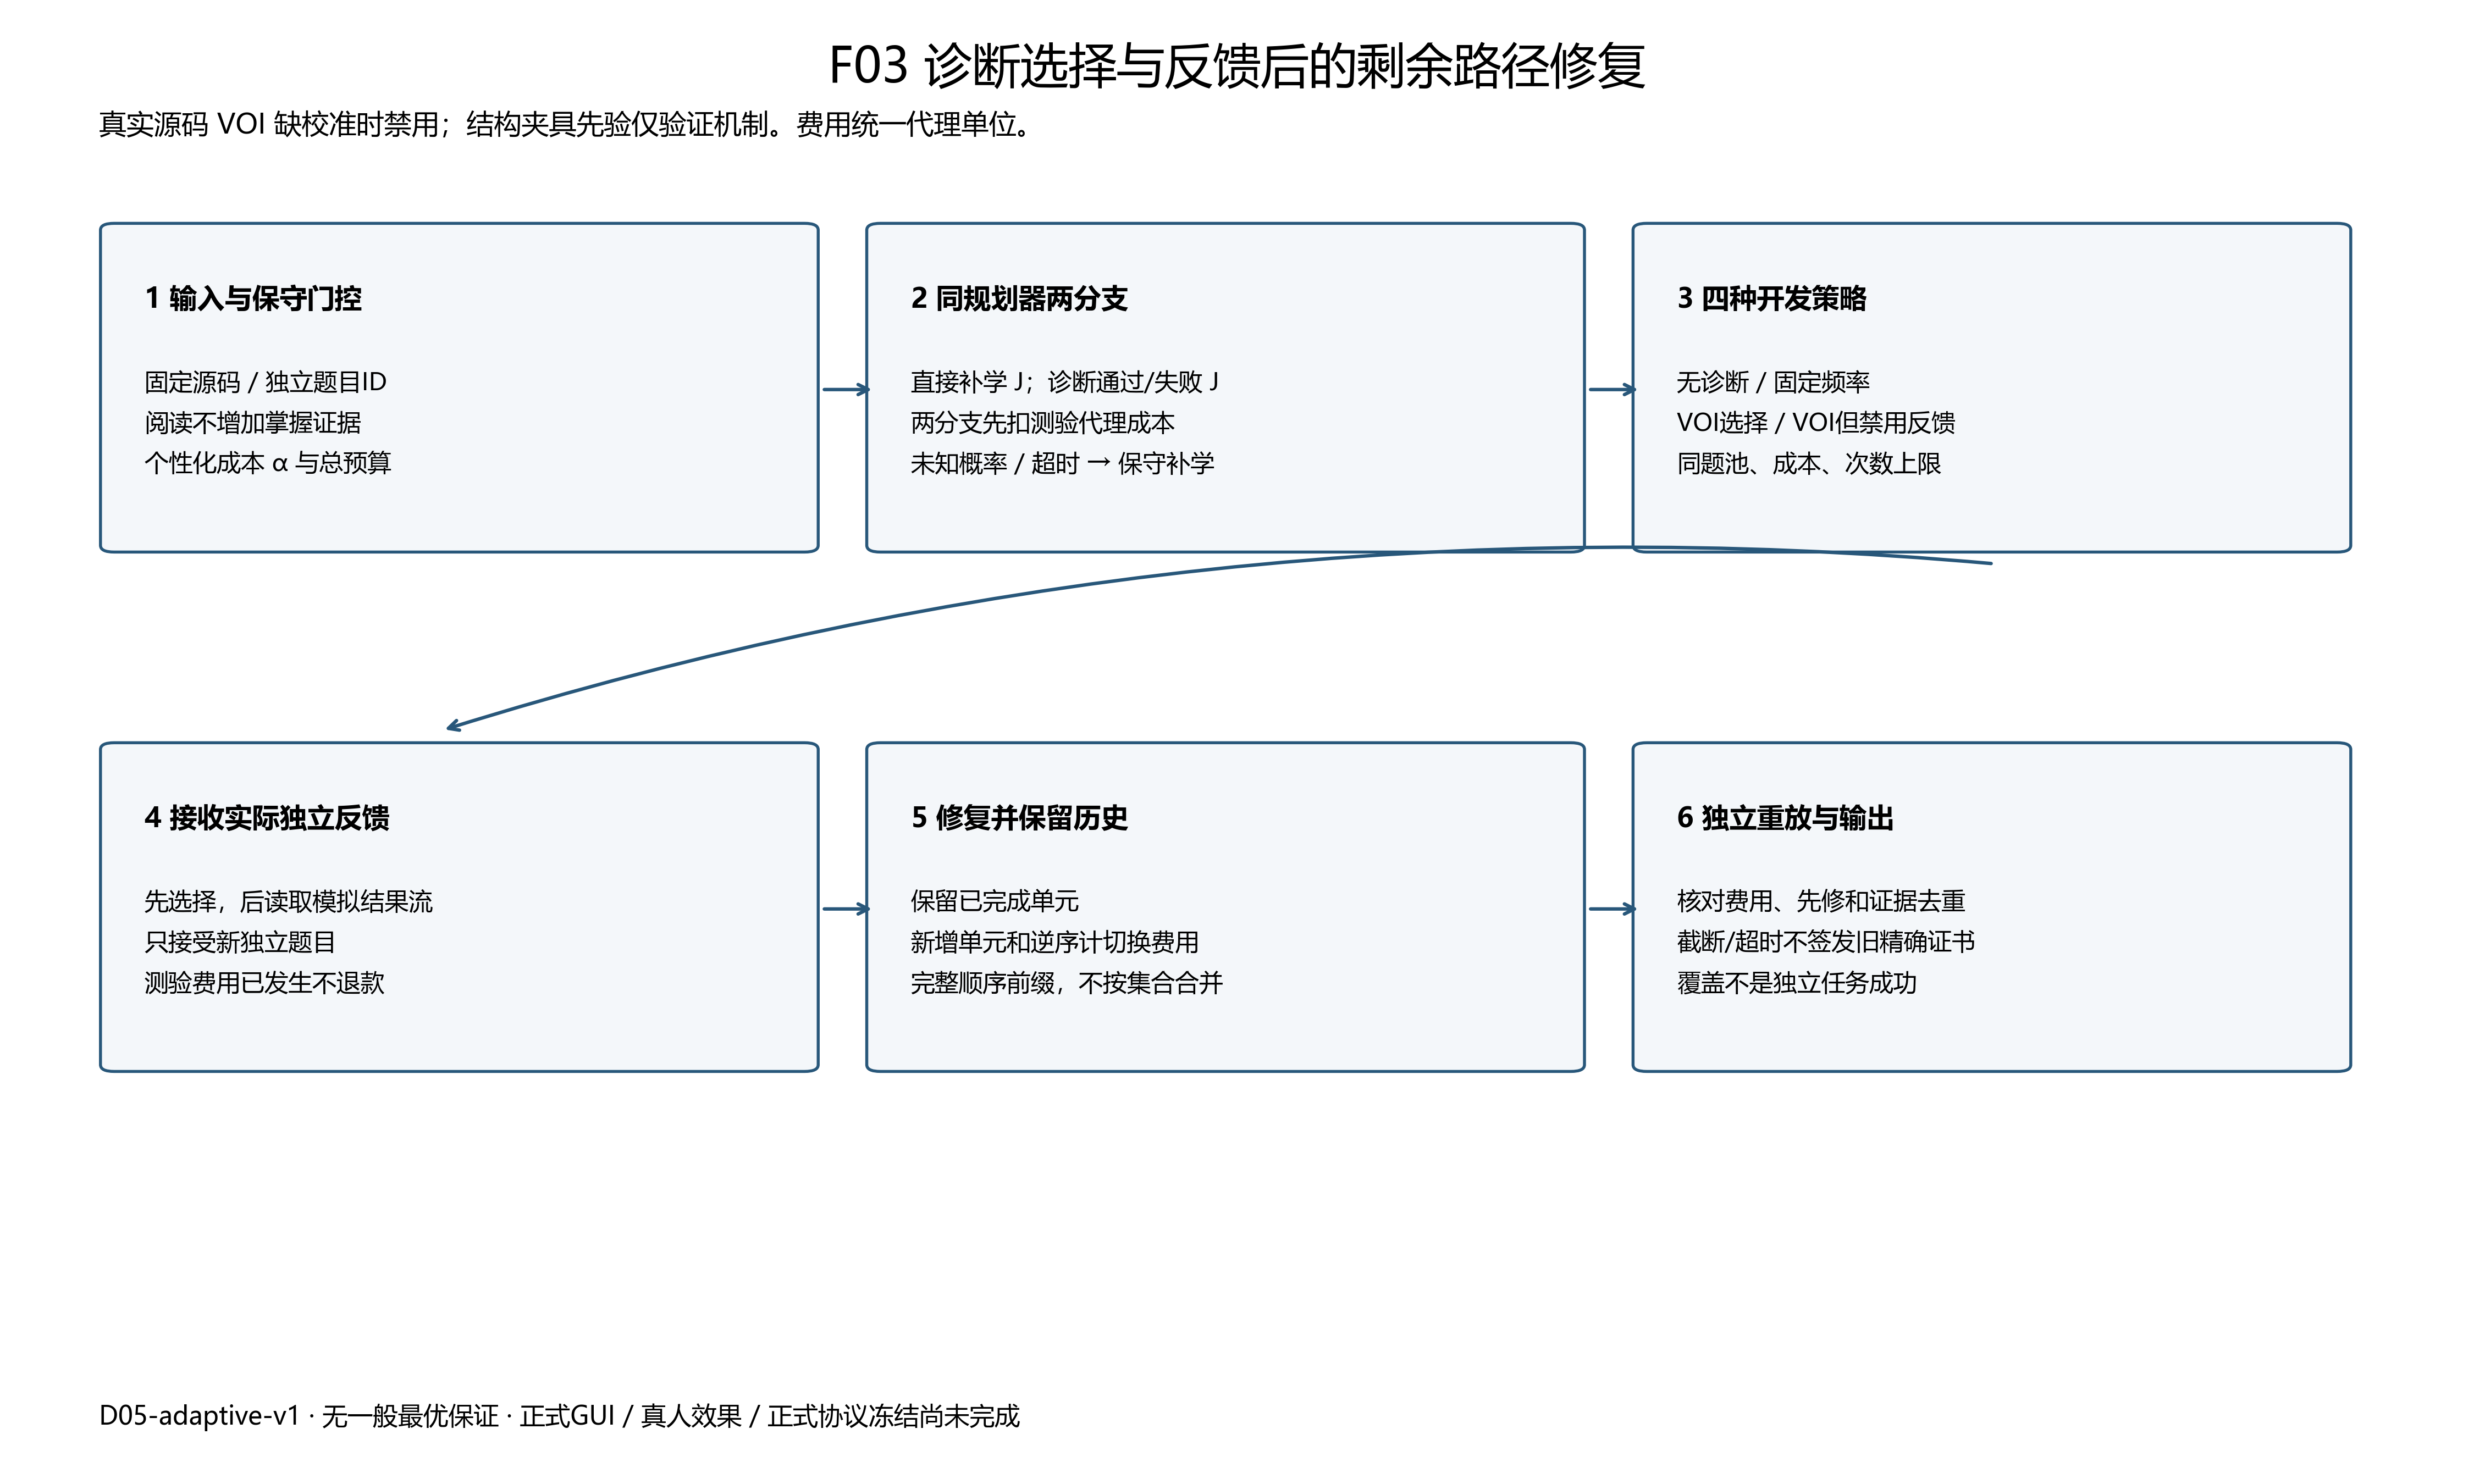 F03 诊断选择与反馈后的剩余路径修复
真实源码 VOI 缺校准时禁用；结构夹具先验仅验证机制。费用统一代理单位。
1 输入与保守门控
固定源码 / 独立题目ID
阅读不增加掌握证据
个性化成本 α 与总预算
2 同规划器两分支
直接补学 J；诊断通过/失败 J
两分支先扣测验代理成本
未知概率 / 超时 → 保守补学
3 四种开发策略
无诊断 / 固定频率
VOI选择 / VOI但禁用反馈
同题池、成本、次数上限
4 接收实际独立反馈
先选择，后读取模拟结果流
只接受新独立题目
测验费用已发生不退款
5 修复并保留历史
保留已完成单元
新增单元和逆序计切换费用
完整顺序前缀，不按集合合并
6 独立重放与输出
核对费用、先修和证据去重
截断/超时不签发旧精确证书
覆盖不是独立任务成功
D05-adaptive-v1 · 无一般最优保证 · 正式GUI / 真人效果 / 正式协议冻结尚未完成